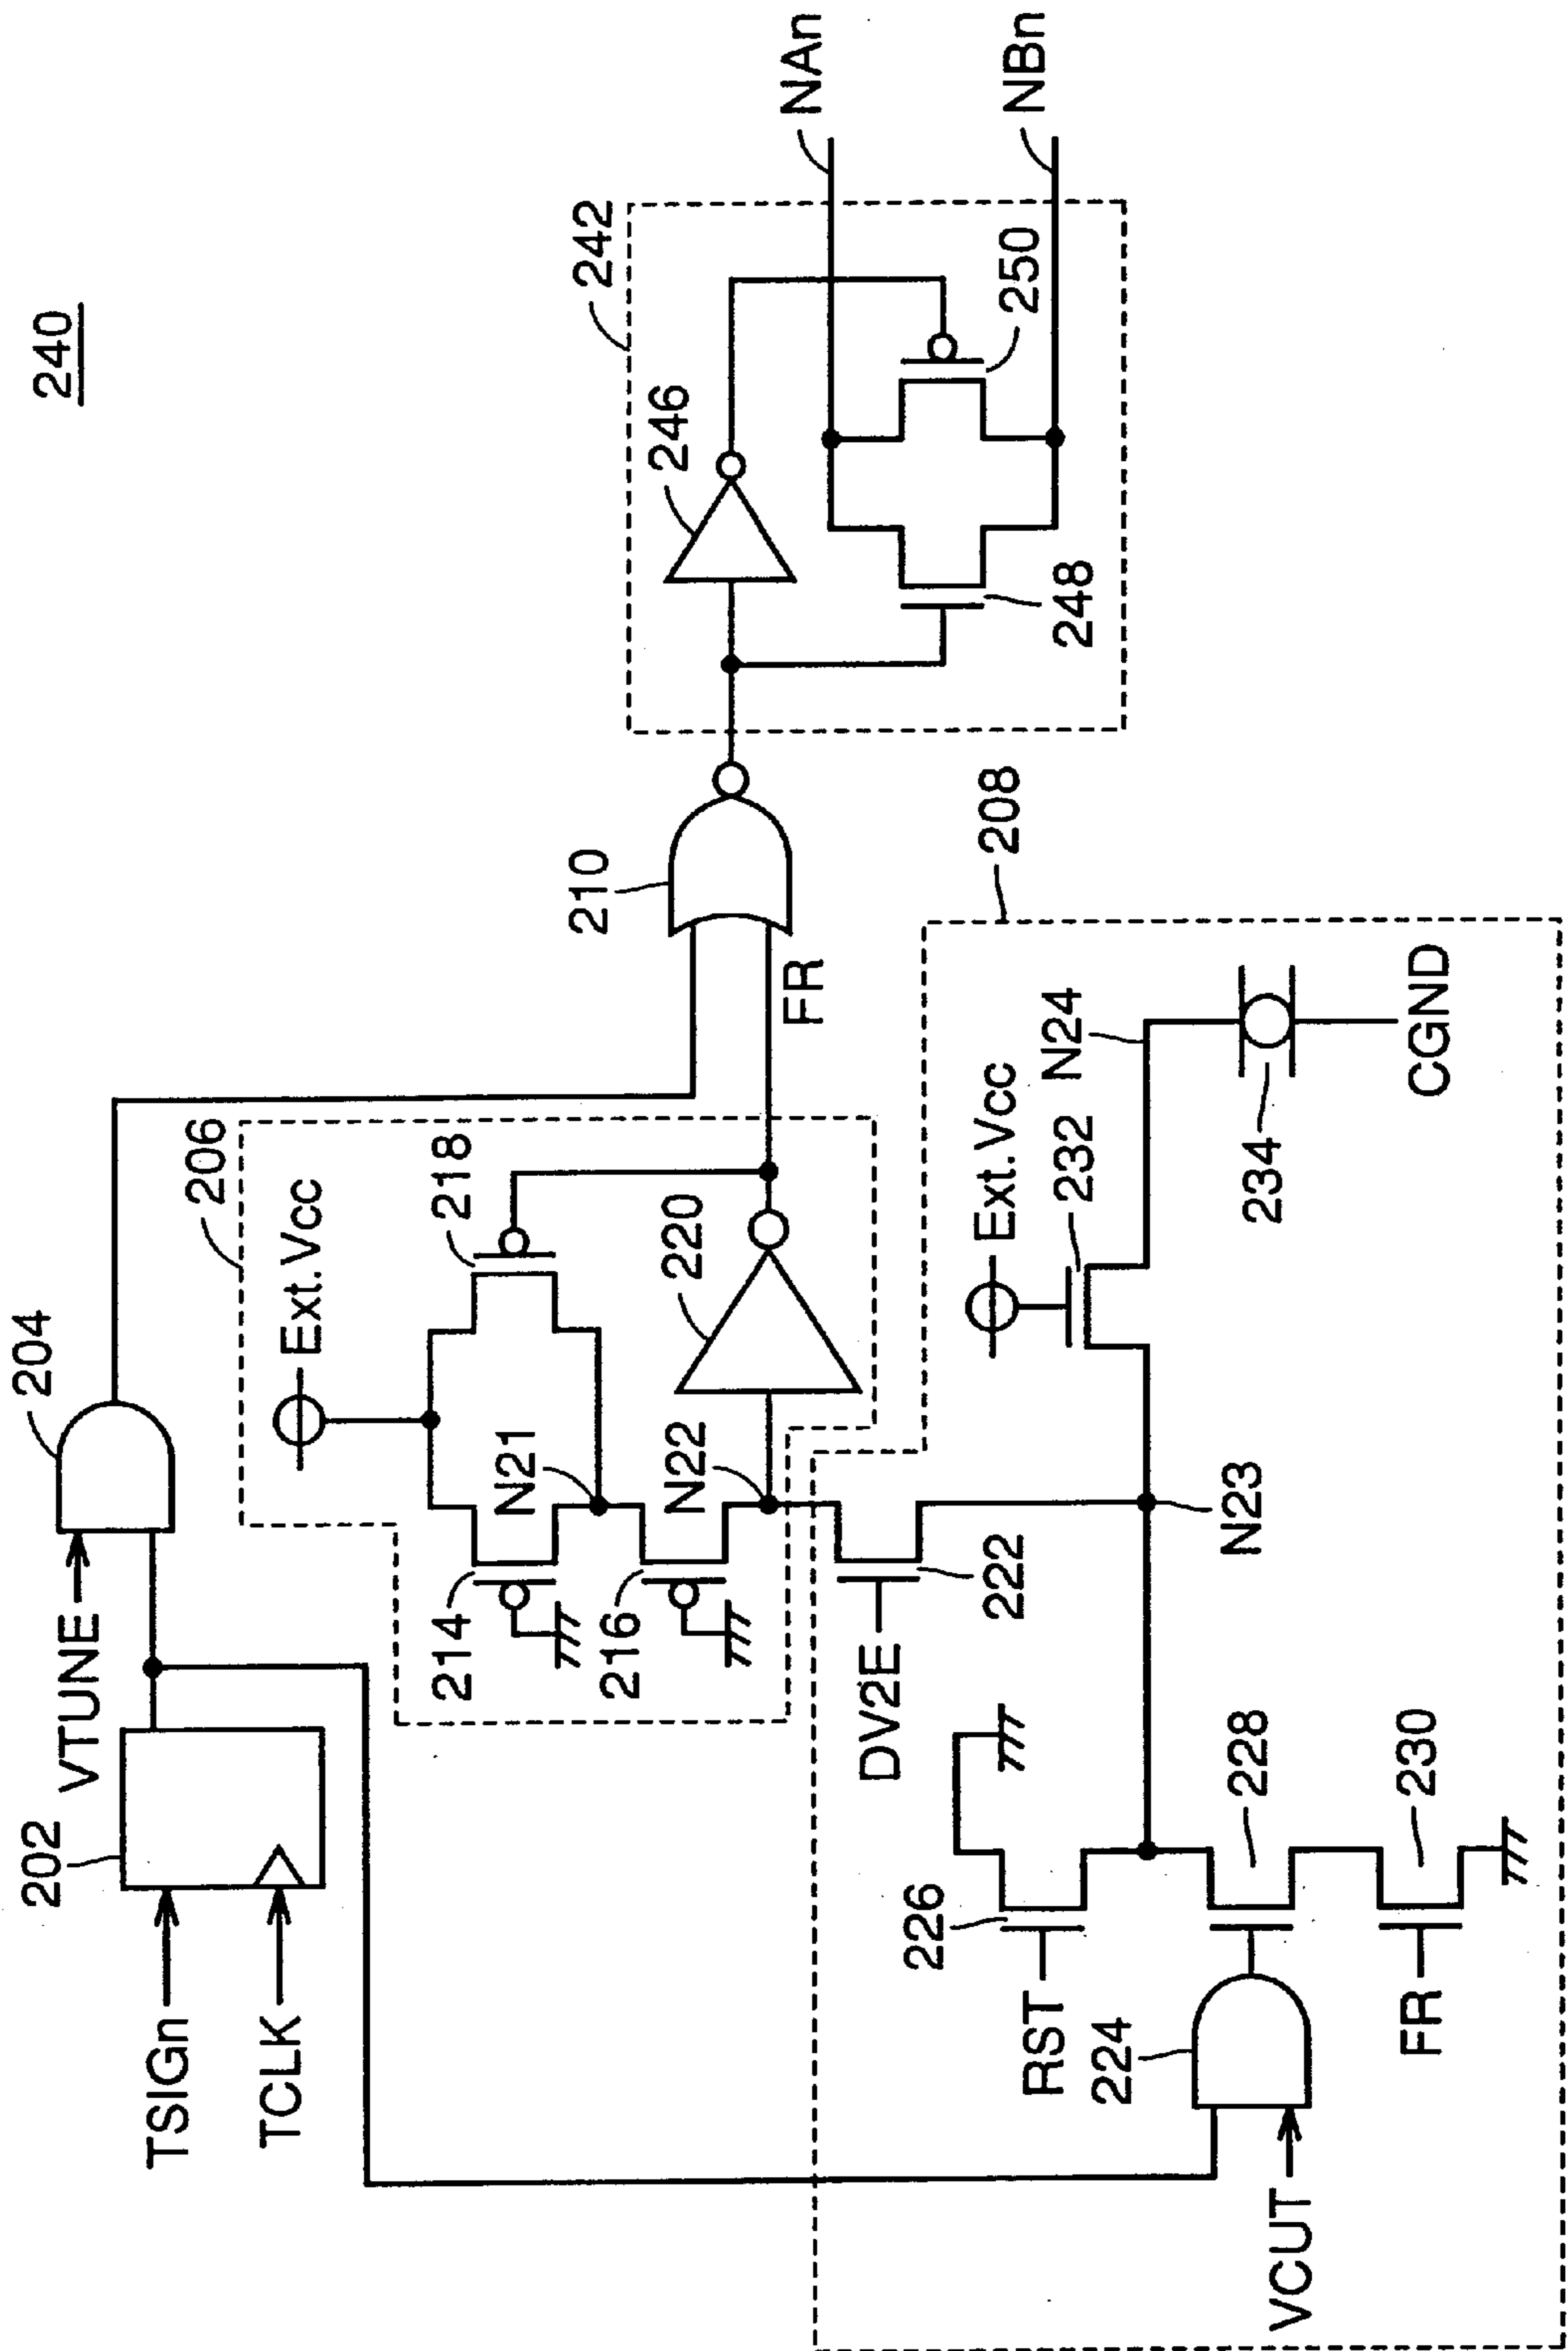 240
202
TSIGn
TCLK
VTUNE
204
206
Ext.Vcc
214
216
218
N21
N22
220
FR
210
242
246
248
250
NAn
NBn
208
DV2E
222
RST
226
224
VCUT
228
230
FR
N23
Ext.Vcc
232
N24
234
CGND